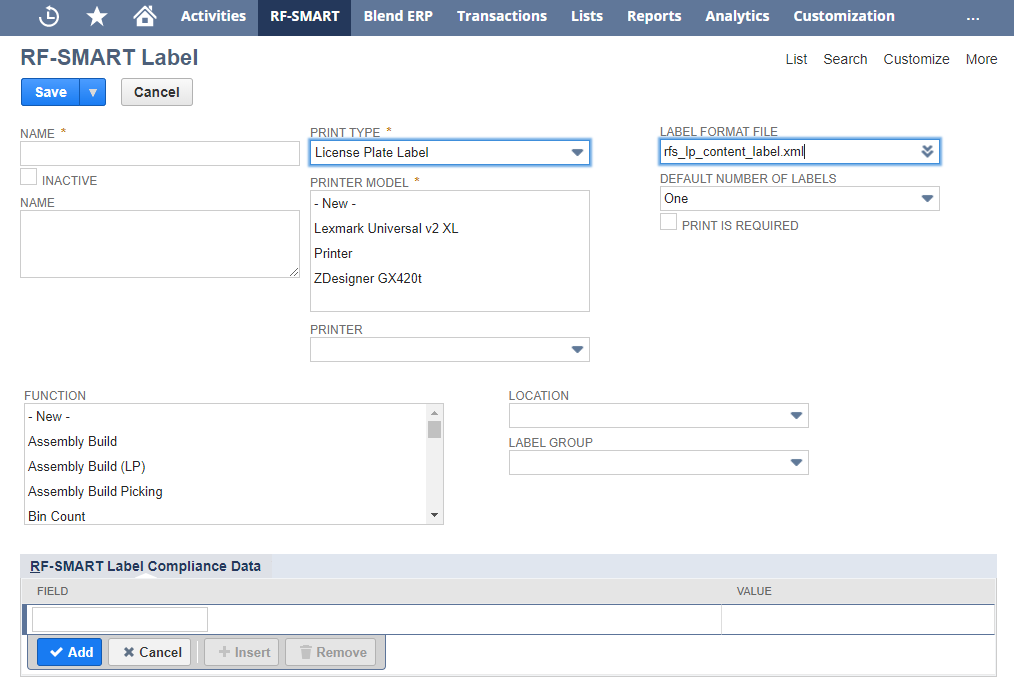 Activities RF-SMART Blend ERP Transactions Lists Reports Analytics Customization ...
RF-SMART Label
List Search Customize More
Save Cancel
NAME *
INACTIVE
NAME
PRINT TYPE *
License Plate Label
PRINTER MODEL *
- New -
Lexmark Universal v2 XL
Printer
ZDesigner GX420t
PRINTER
LABEL FORMAT FILE
rfs_lp_content_label.xml
DEFAULT NUMBER OF LABELS
One
PRINT IS REQUIRED
FUNCTION
- New -
Assembly Build
Assembly Build (LP)
Assembly Build Picking
Bin Count
LOCATION
LABEL GROUP
RF-SMART Label Compliance Data
FIELD VALUE
Add Cancel Insert Remove